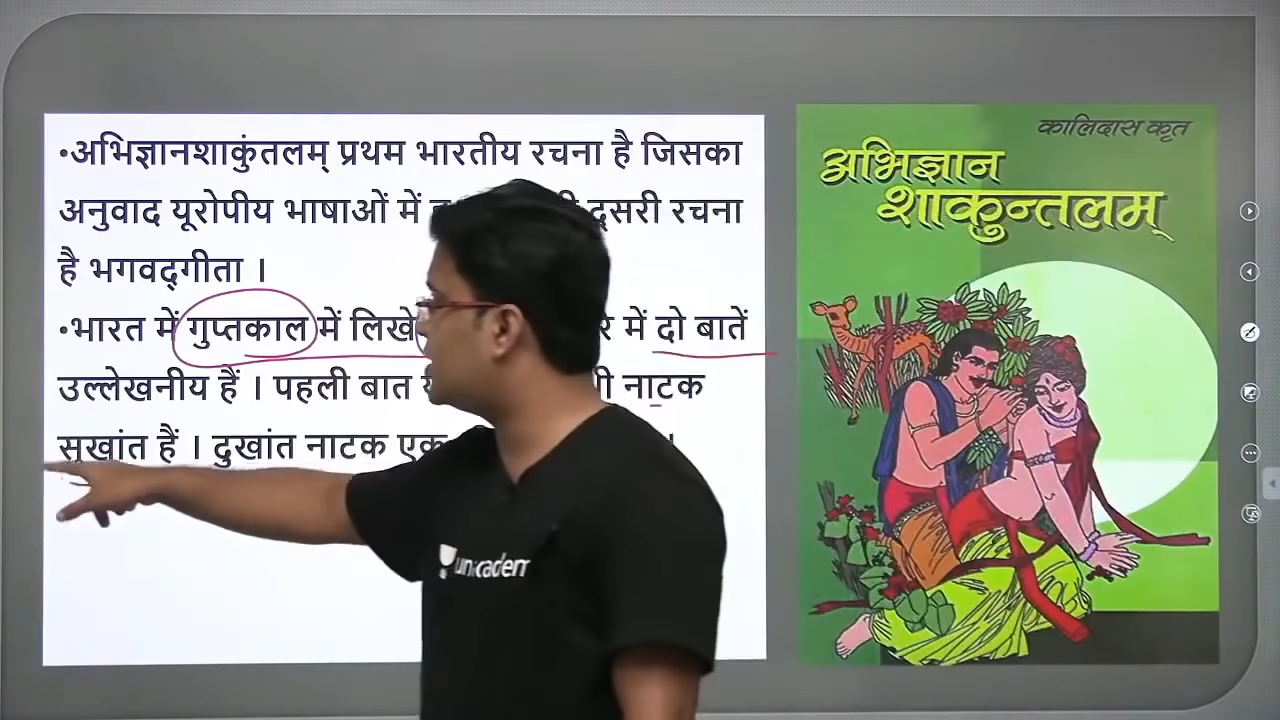 •अभिज्ञानशाकुंतलम् प्रथम भारतीय रचना है जिसका
अनुवाद यूरोपीय भाषाओं में दूसरी रचना
है भगवद्गीता ।
•भारत में गुप्तकाल में लिखे में दो बातें
उल्लेखनीय हैं । पहली बात नाटक
सुखांत हैं । दुखांत नाटक एक ।
कालिदास कृत
अभिज्ञान
शाकुन्तलम्